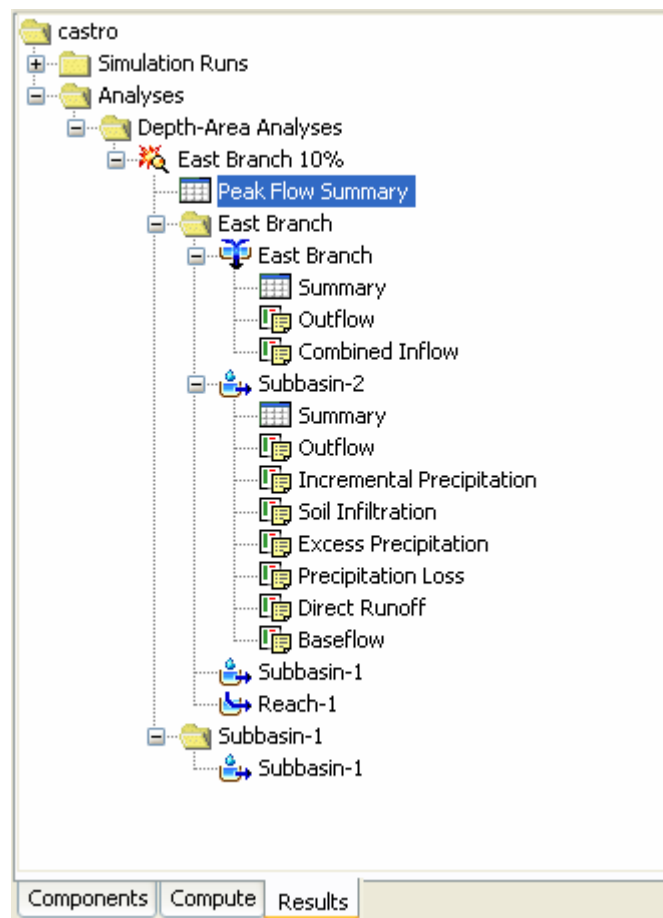 castro
Simulation Runs
Analyses
Depth-Area Analyses
East Branch 10%
Peak Flow Summary
East Branch
East Branch
Summary
Outflow
Combined Inflow
Subbasin-2
Summary
Outflow
Incremental Precipitation
Soil Infiltration
Excess Precipitation
Precipitation Loss
Direct Runoff
Baseflow
Subbasin-1
Reach-1
Subbasin-1
Subbasin-1
Components Compute Results